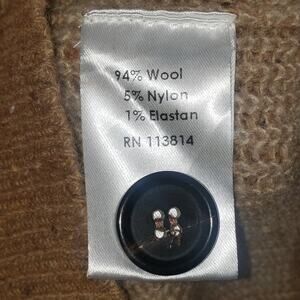 94% Wool
5% Nylon
1% Elastan
RN 113814